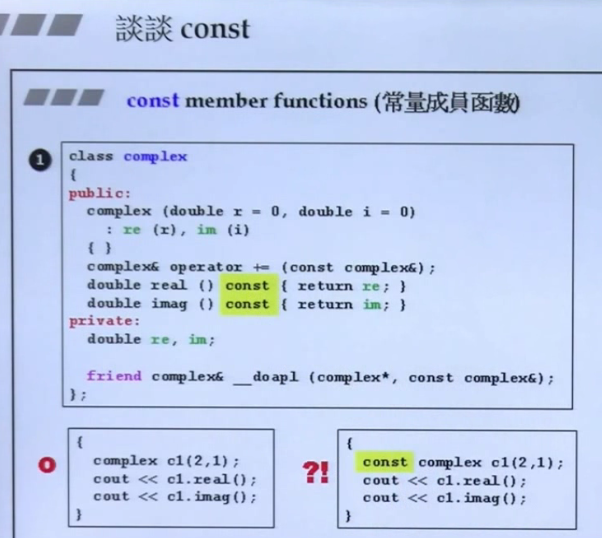 談談 const
const member functions (常量成員函數)
1
class complex
{
public:
complex (double r = 0, double i = 0)
: re (r), im (i)
{ }
complex& operator += (const complex&);
double real () const { return re; }
double imag () const { return im; }
private:
double re, im;
friend complex& __doapl (complex*, const complex&);
};
{
complex c1(2,1);
cout << c1.real();
cout << c1.imag();
}
O
?!
{
const complex c1(2,1);
cout << c1.real();
cout << c1.imag();
}